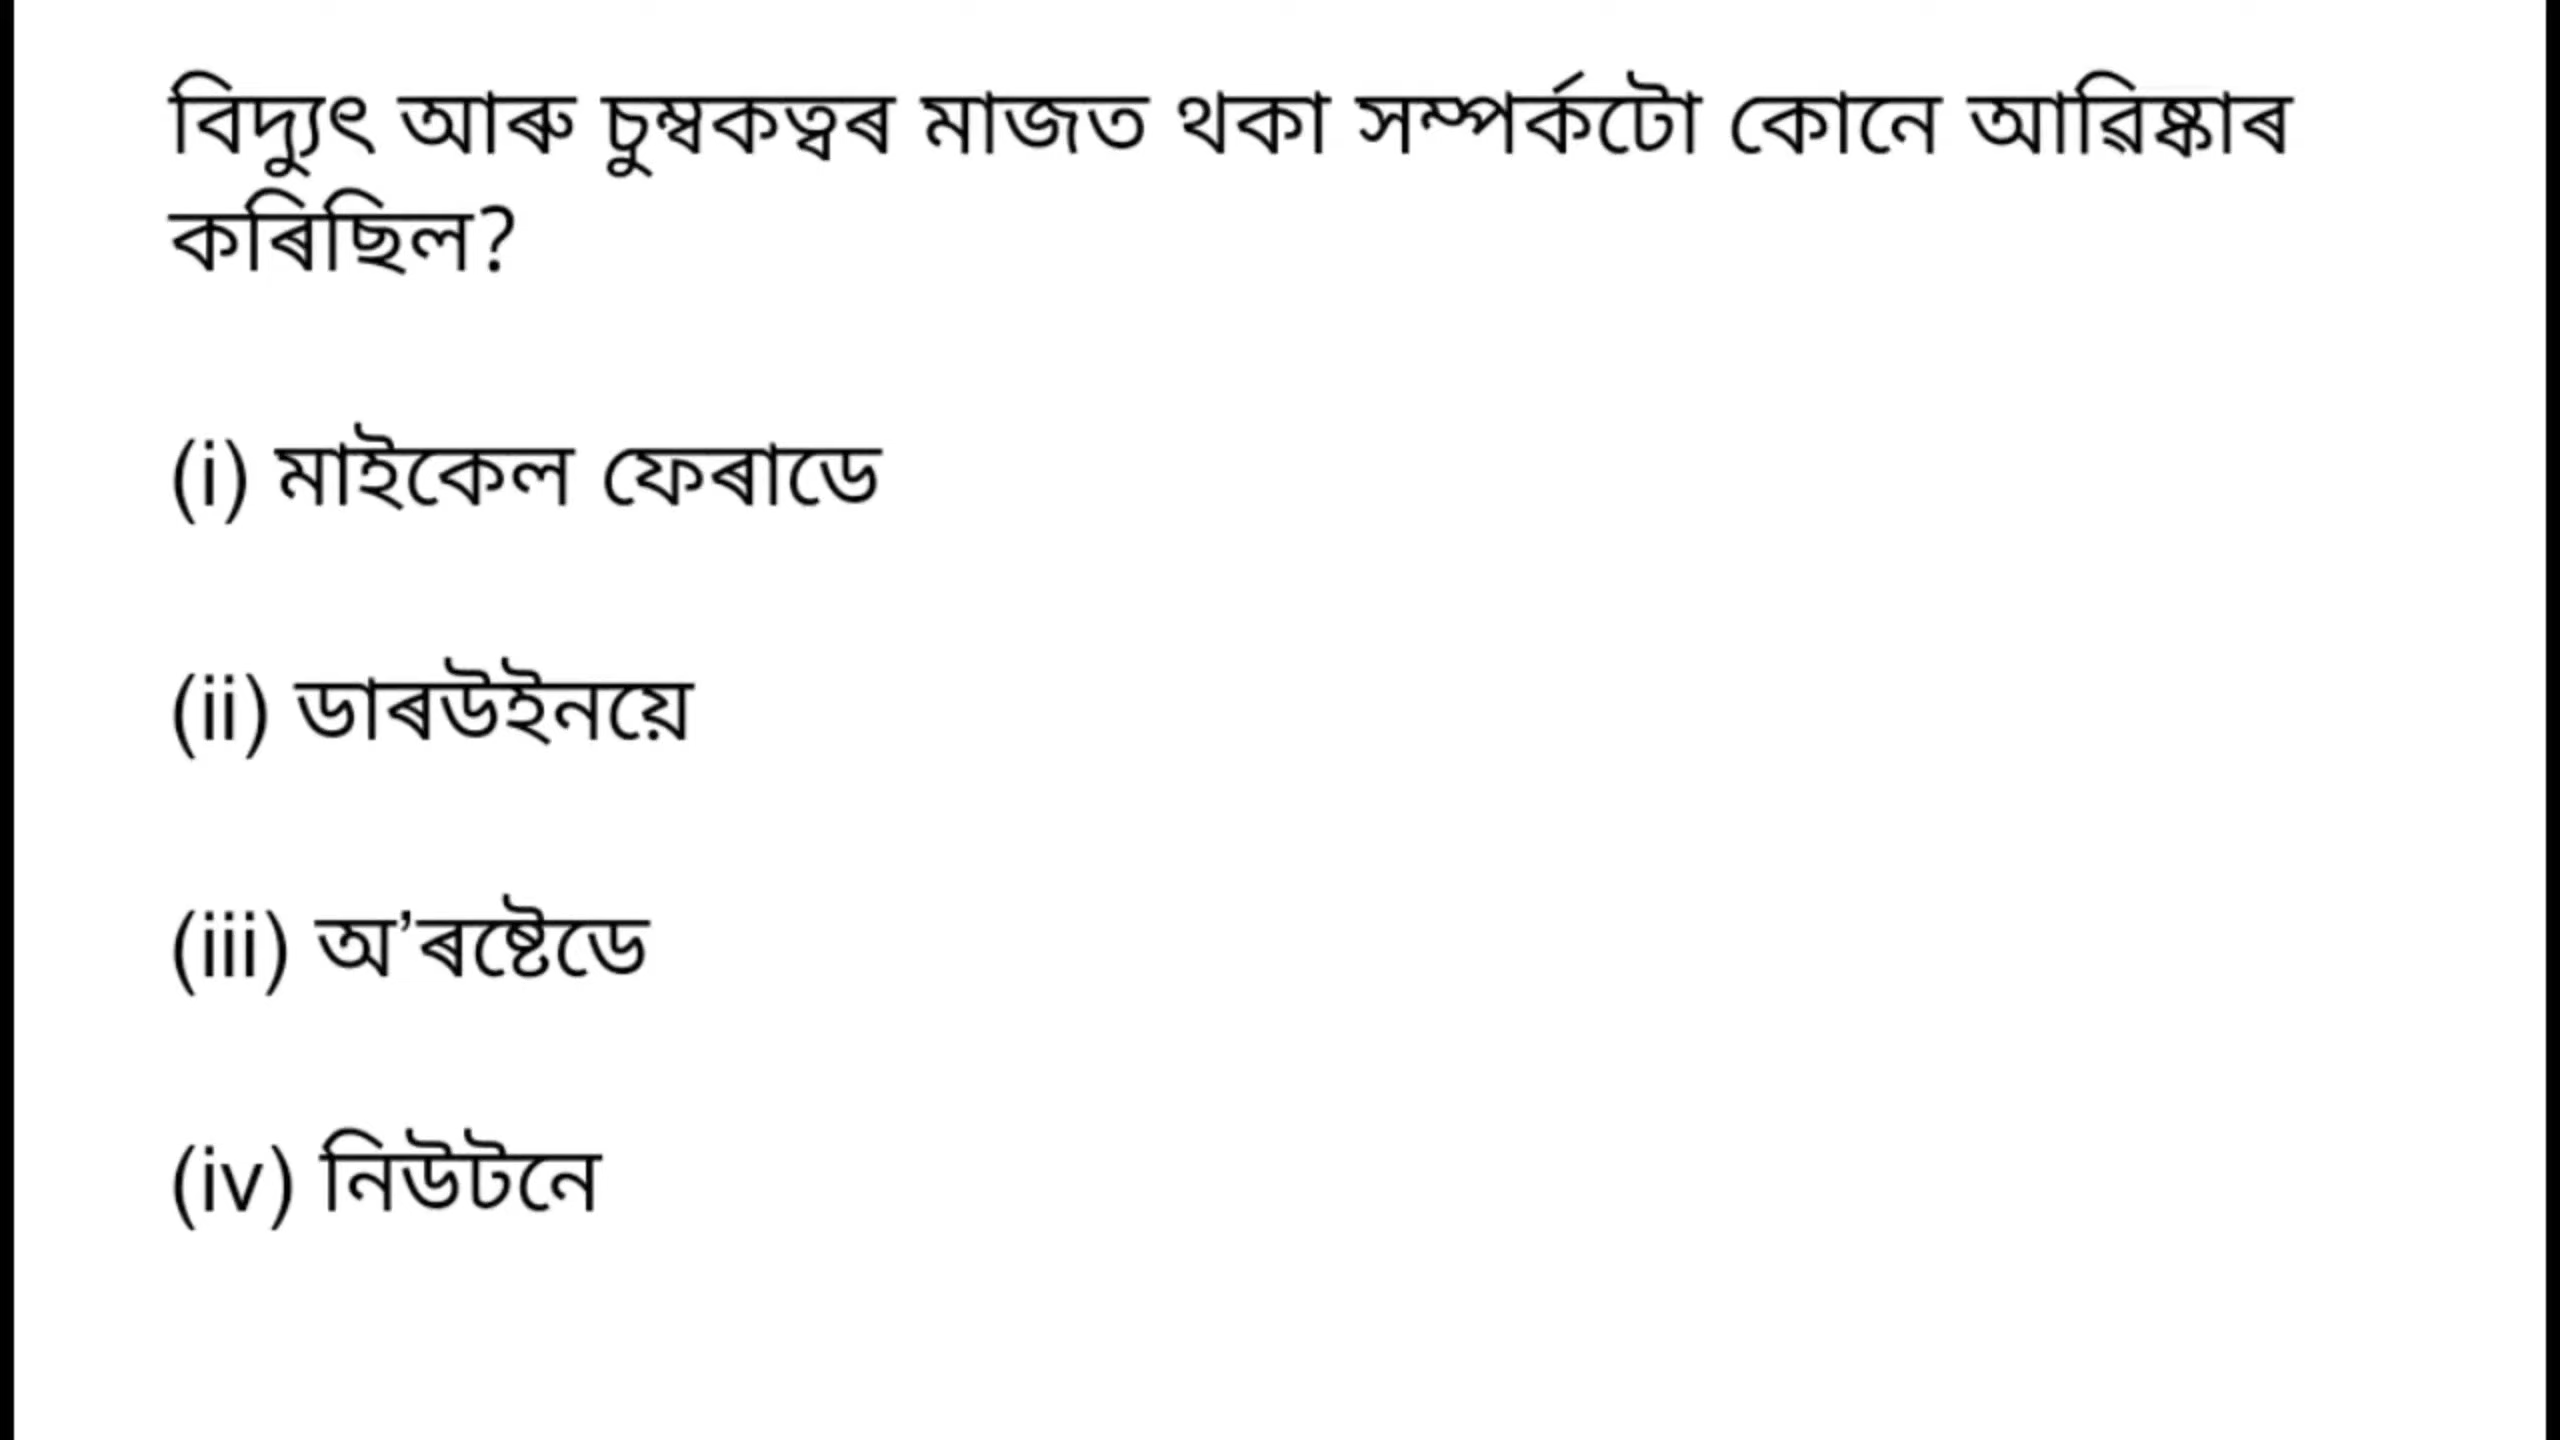 বিদ্যুৎ আৰু চুম্বকত্বৰ মাজত থকা সম্পৰ্কটো কোনে আৱিষ্কাৰ
কৰিছিল?
(i) মাইকেল ফেৰাডে
(ii) ডাৰউইনয়ে
(iii) অ’ৰষ্টেডে
(iv) নিউটনে